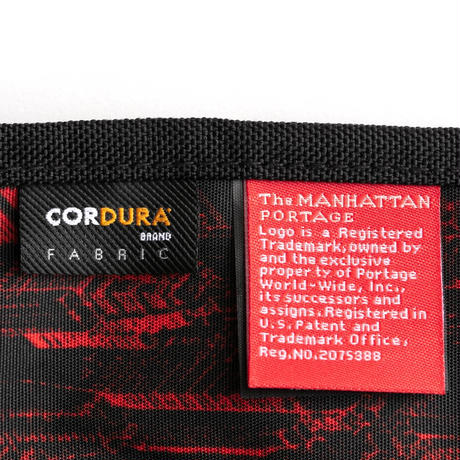 CORDURA
BRAND
FABRIC
The MANHATTAN
PORTAGE
Logo is a Registered
Trademark,owned by
and the exclusive
property of Portage
World-Wide, Inc.,
its successors and
assigns.Registered in
U.S. Patent and
Trademark Office,
Reg.NO.2075388